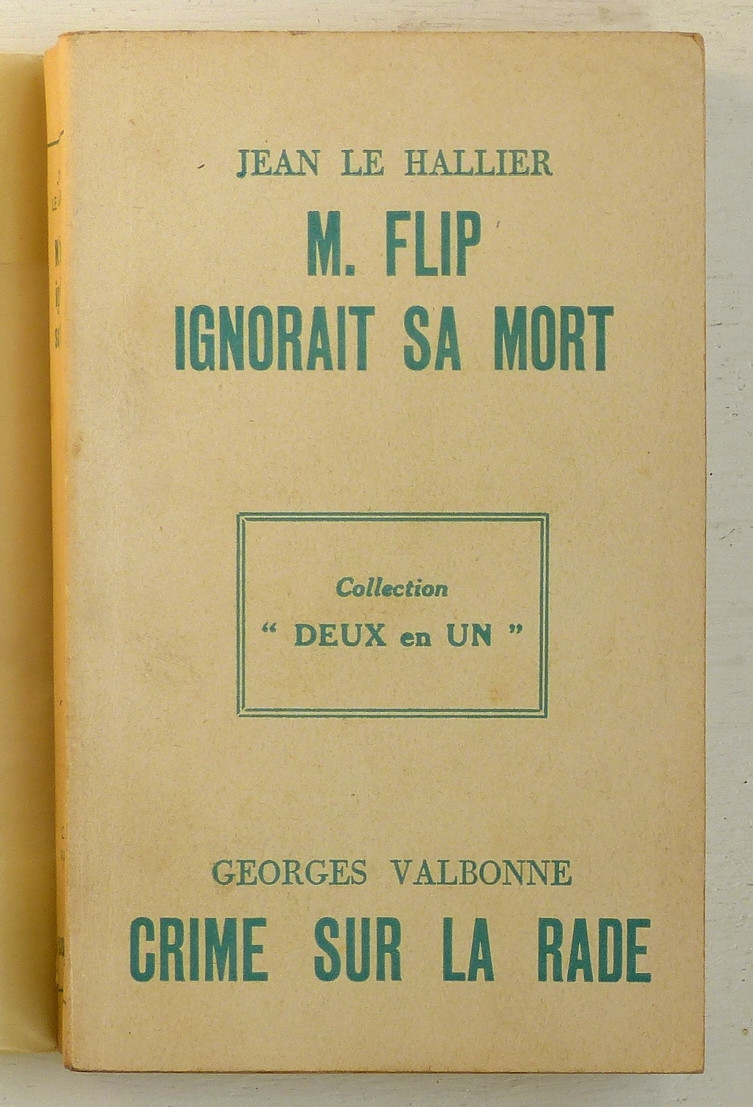 JEAN LE HALLIER
M. FLIP
IGNORAIT SA MORT
Collection
“ DEUX en UN ”
GEORGES VALBONNE
CRIME SUR LA RADE